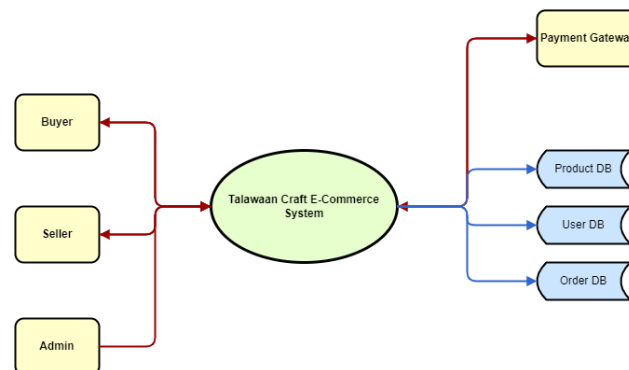 Payment Gatewa
Buyer
Product DB
Talawaan Craft E-Commerce
System
User DB
Seller
Order DB
Admin